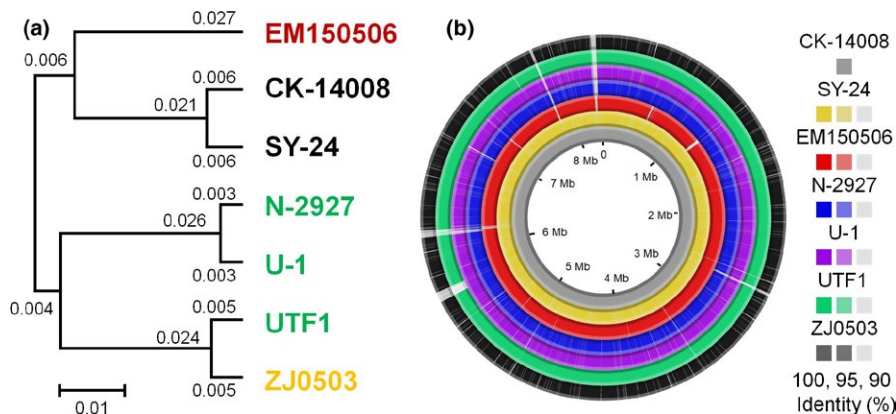 (a)
0.027
EM150506
0.006
0.006
CK-14008
0.021
SY-24
0.006
0.003
N-2927
0.026
U-1
0.003
0.004
0.005
UTF1
0.024
ZJ0503
0.005
0.01
(b)
0
1 Mb
2 Mb
3 Mb
4 Mb
5 Mb
6 Mb
7 Mb
8 Mb
CK-14008
SY-24
EM150506
N-2927
U-1
UTF1
ZJ0503
100, 95, 90
Identity (%)